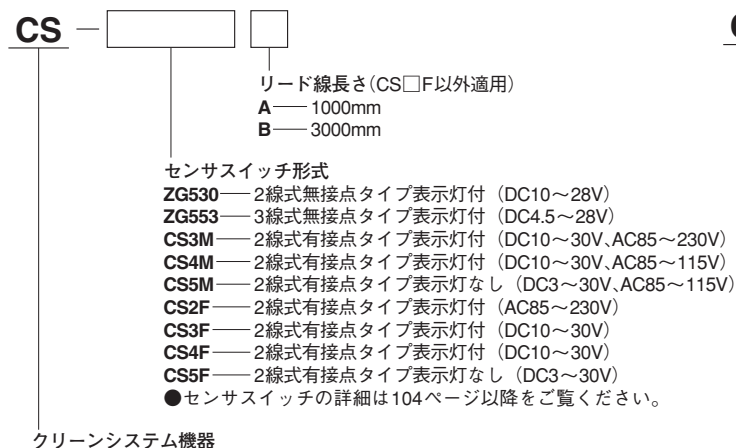 CS －
リード線長さ(CS□F以外適用)
A── 1000mm
B── 3000mm
センサスイッチ形式
ZG530── 2線式無接点タイプ表示灯付 (DC10～28V)
ZG553── 3線式無接点タイプ表示灯付 (DC4.5～28V)
CS3M── 2線式有接点タイプ表示灯付 (DC10～30V、AC85～230V)
CS4M── 2線式有接点タイプ表示灯付 (DC10～30V、AC85～115V)
CS5M── 2線式有接点タイプ表示灯なし (DC3～30V、AC85～115V)
CS2F── 2線式有接点タイプ表示灯付 (AC85～230V)
CS3F── 2線式有接点タイプ表示灯付 (DC10～30V)
CS4F── 2線式有接点タイプ表示灯付 (DC10～30V)
CS5F── 2線式有接点タイプ表示灯なし (DC3～30V)
●センサスイッチの詳細は104ページ以降をご覧ください。
クリーンシステム機器